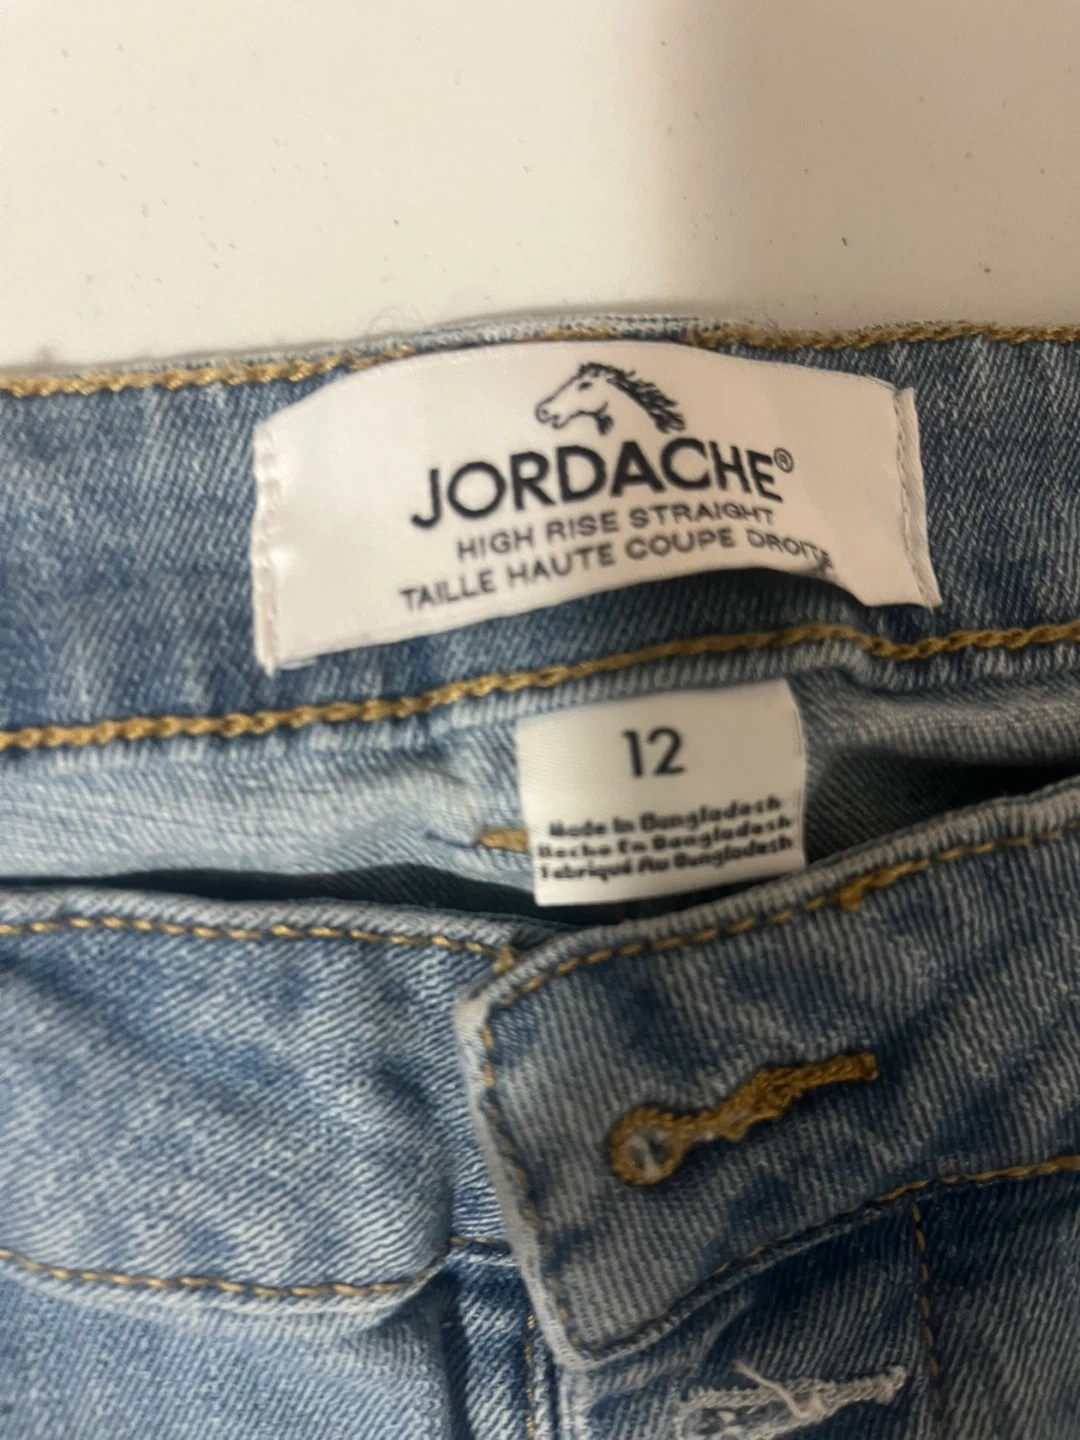 JORDACHE®
HIGH RISE STRAIGHT
TAILLE HAUTE COUPE DROITE
12
Made In Bangladesh
Hecho En Bangladesh
Fabriqué Au Bangladesh